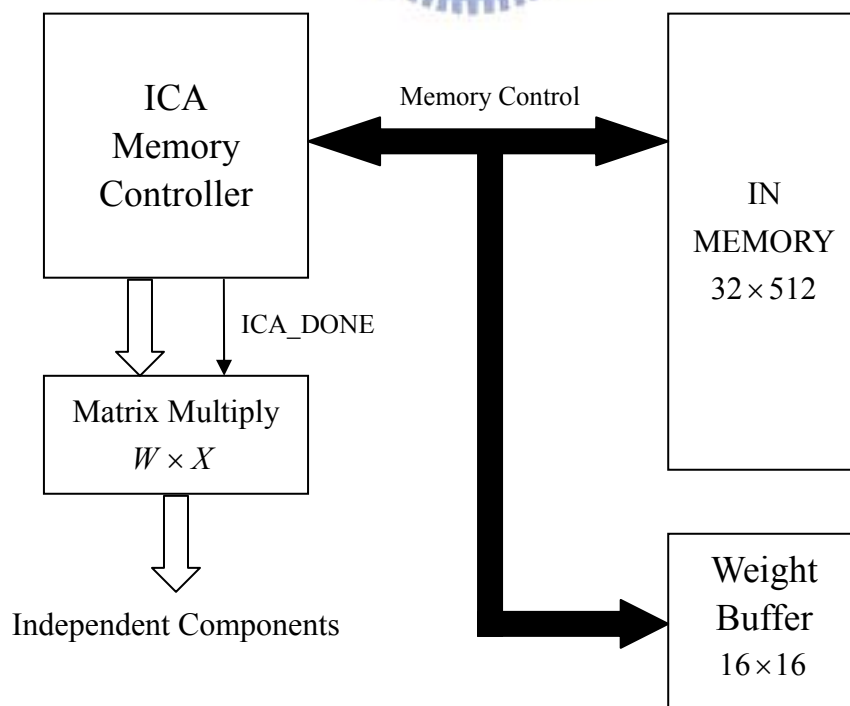 ICA
Memory
Controller
Memory Control
IN
MEMORY
32 × 512
ICA_DONE
Matrix Multiply
W × X
Independent Components
Weight
Buffer
16×16